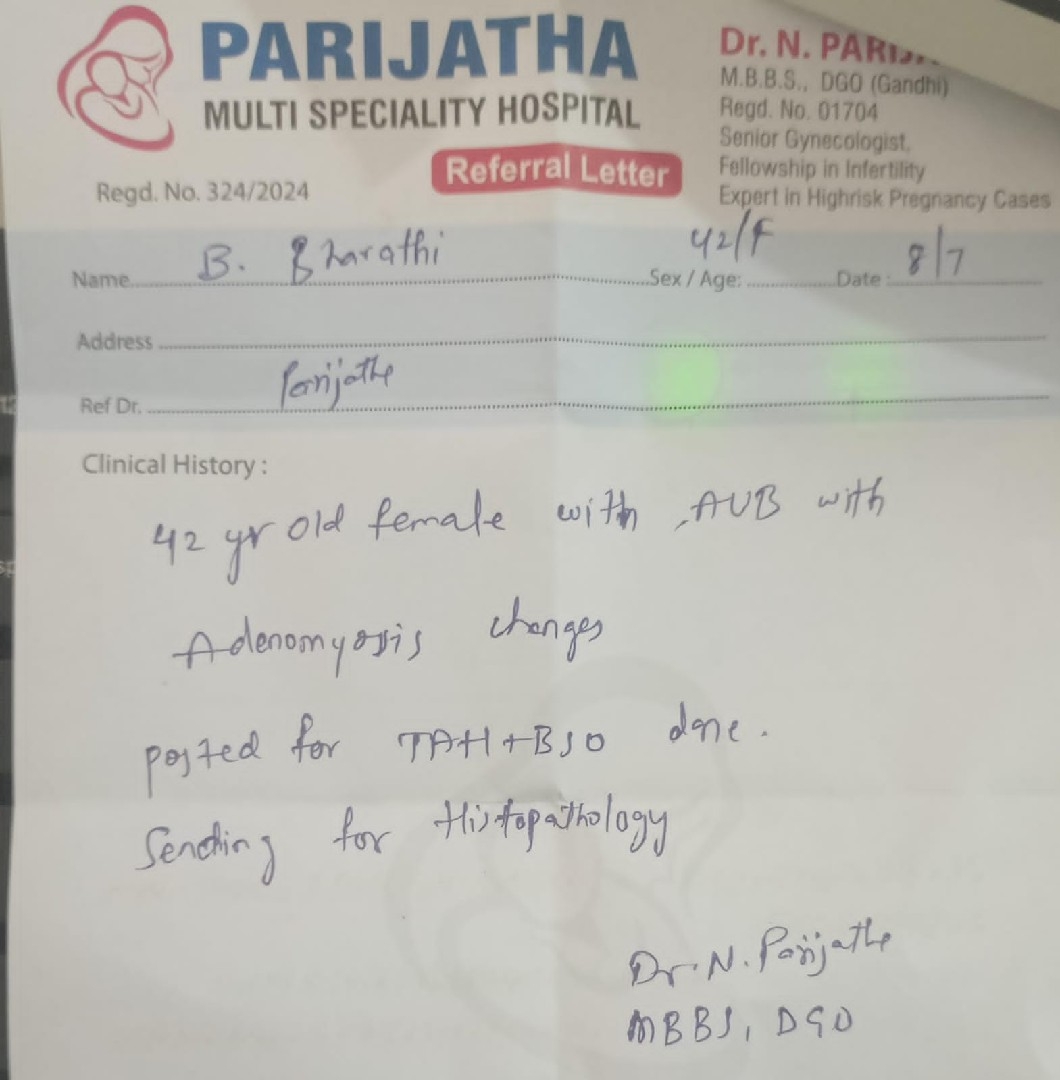 PARIJATHA
MULTI SPECIALITY HOSPITAL
Referral Letter
Regd. No. 324/2024
Dr. N.
M.B.B.S., DGO (Gandhi)
Regd. No. 01704
Senior Gynecologist,
Fellowship in Infertility
Expert in Highrisk Pregnancy Cases
Name B. Bharathi Sex / Age: 42/F Date : 8/7
Address
Ref Dr. Parijatha
Clinical History :
42 yr old female with AUB with
Adenomyosis changes
posted for TAH+BSO done.
Sending for Histopathology
Dr. N. Parijatha
MBBS, DGO